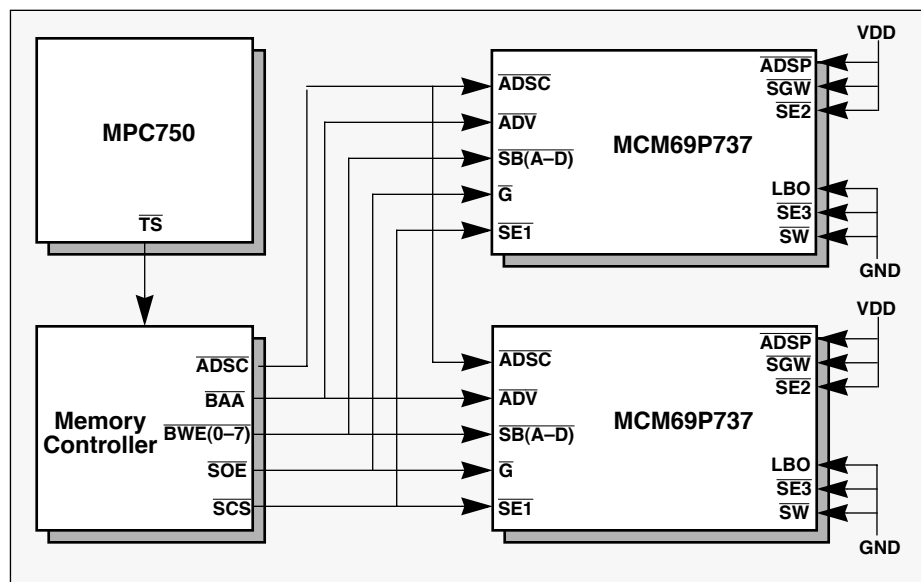 MPC750
TS
Memory
Controller
ADSC
BAA
BWE(0–7)
SOE
SCS
ADSC
ADV
SB(A–D)
G
SE1
MCM69P737
VDD
ADSP
SGW
SE2
LBO
SE3
SW
GND
ADSC
ADV
SB(A–D)
G
SE1
MCM69P737
VDD
ADSP
SGW
SE2
LBO
SE3
SW
GND